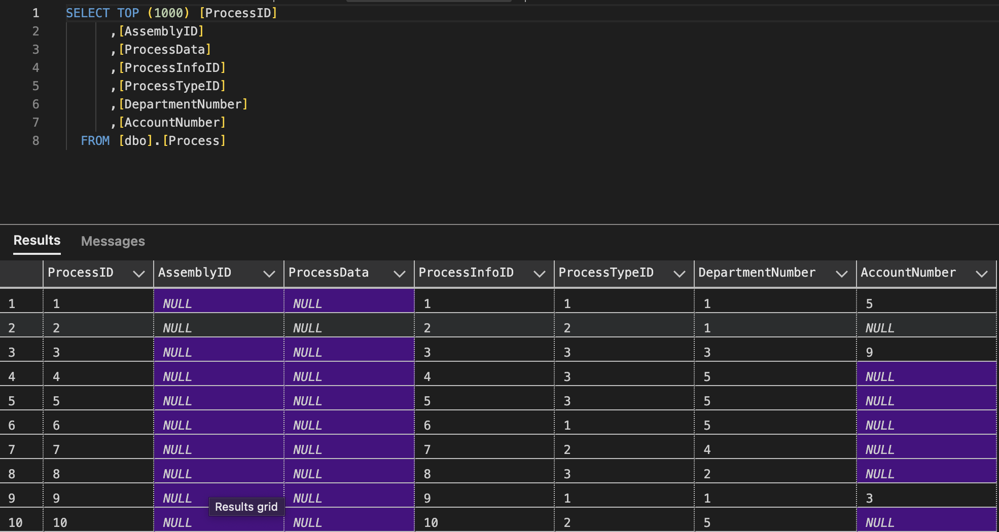 1 SELECT TOP (1000) [ProcessID]
2 ,[AssemblyID]
3 ,[ProcessData]
4 ,[ProcessInfoID]
5 ,[ProcessTypeID]
6 ,[DepartmentNumber]
7 ,[AccountNumber]
8 FROM [dbo].[Process]
Results Messages
ProcessID AssemblyID ProcessData ProcessInfoID ProcessTypeID DepartmentNumber AccountNumber
1 1 NULL NULL 1 1 1 5
2 2 NULL NULL 2 2 1 NULL
3 3 NULL NULL 3 3 3 9
4 4 NULL NULL 4 3 5 NULL
5 5 NULL NULL 5 3 5 NULL
6 6 NULL NULL 6 1 5 NULL
7 7 NULL NULL 7 2 4 NULL
8 8 NULL NULL 8 3 2 NULL
9 9 NULL NULL 9 1 1 3
Results grid
10 10 NULL NULL 10 2 5 NULL